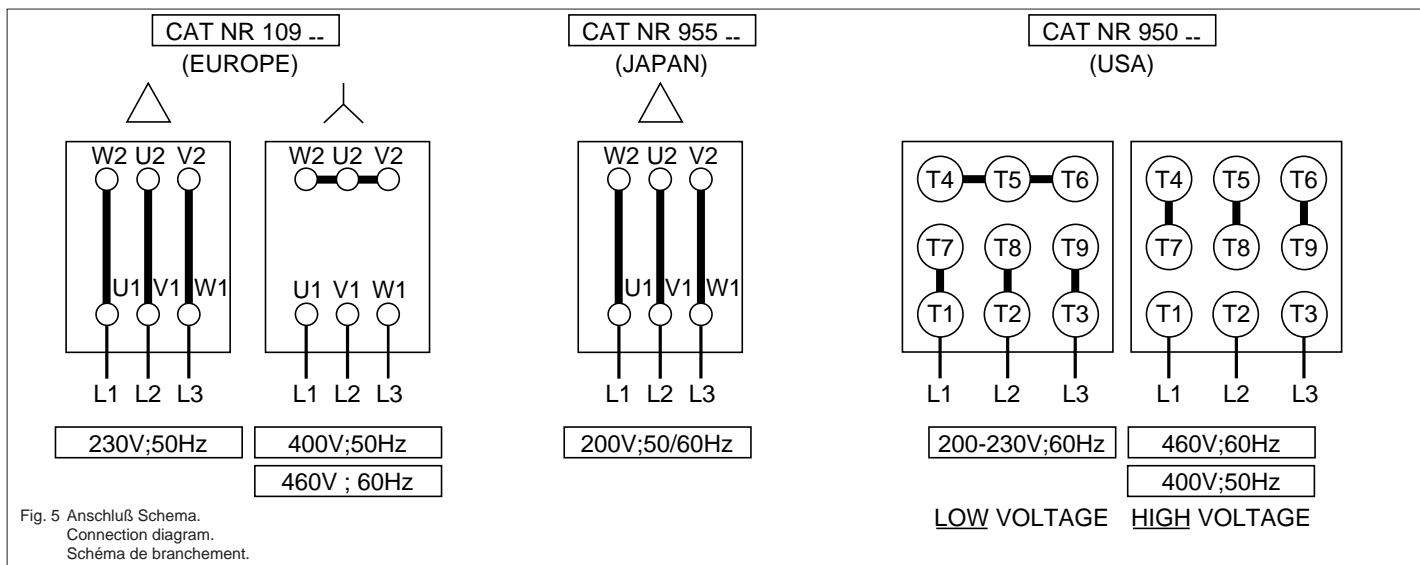 CAT NR 109 --
(EUROPE)
W2 U2 V2
U1 V1 W1
L1 L2 L3
230V;50Hz
W2 U2 V2
U1 V1 W1
L1 L2 L3
400V;50Hz
460V ; 60Hz
CAT NR 955 --
(JAPAN)
W2 U2 V2
U1 V1 W1
L1 L2 L3
200V;50/60Hz
CAT NR 950 --
(USA)
T4 T5 T6
T7 T8 T9
T1 T2 T3
L1 L2 L3
200-230V;60Hz
LOW VOLTAGE
T4 T5 T6
T7 T8 T9
T1 T2 T3
L1 L2 L3
460V;60Hz
400V;50Hz
HIGH VOLTAGE
Fig. 5 Anschluß Schema.
Connection diagram.
Schéma de branchement.